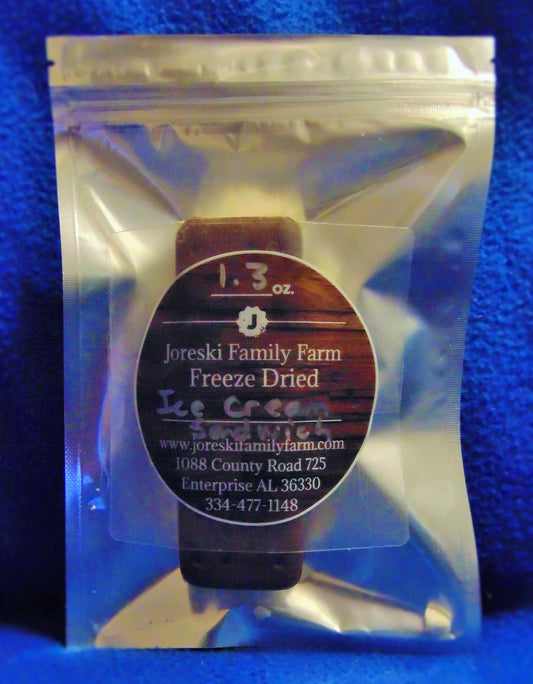 1.3 oz.
J
Joreski Family Farm
Freeze Dried
Ice Cream
Sandwich
www.joreskifamilyfarm.com
1088 County Road 725
Enterprise AL 36330
334-477-1148